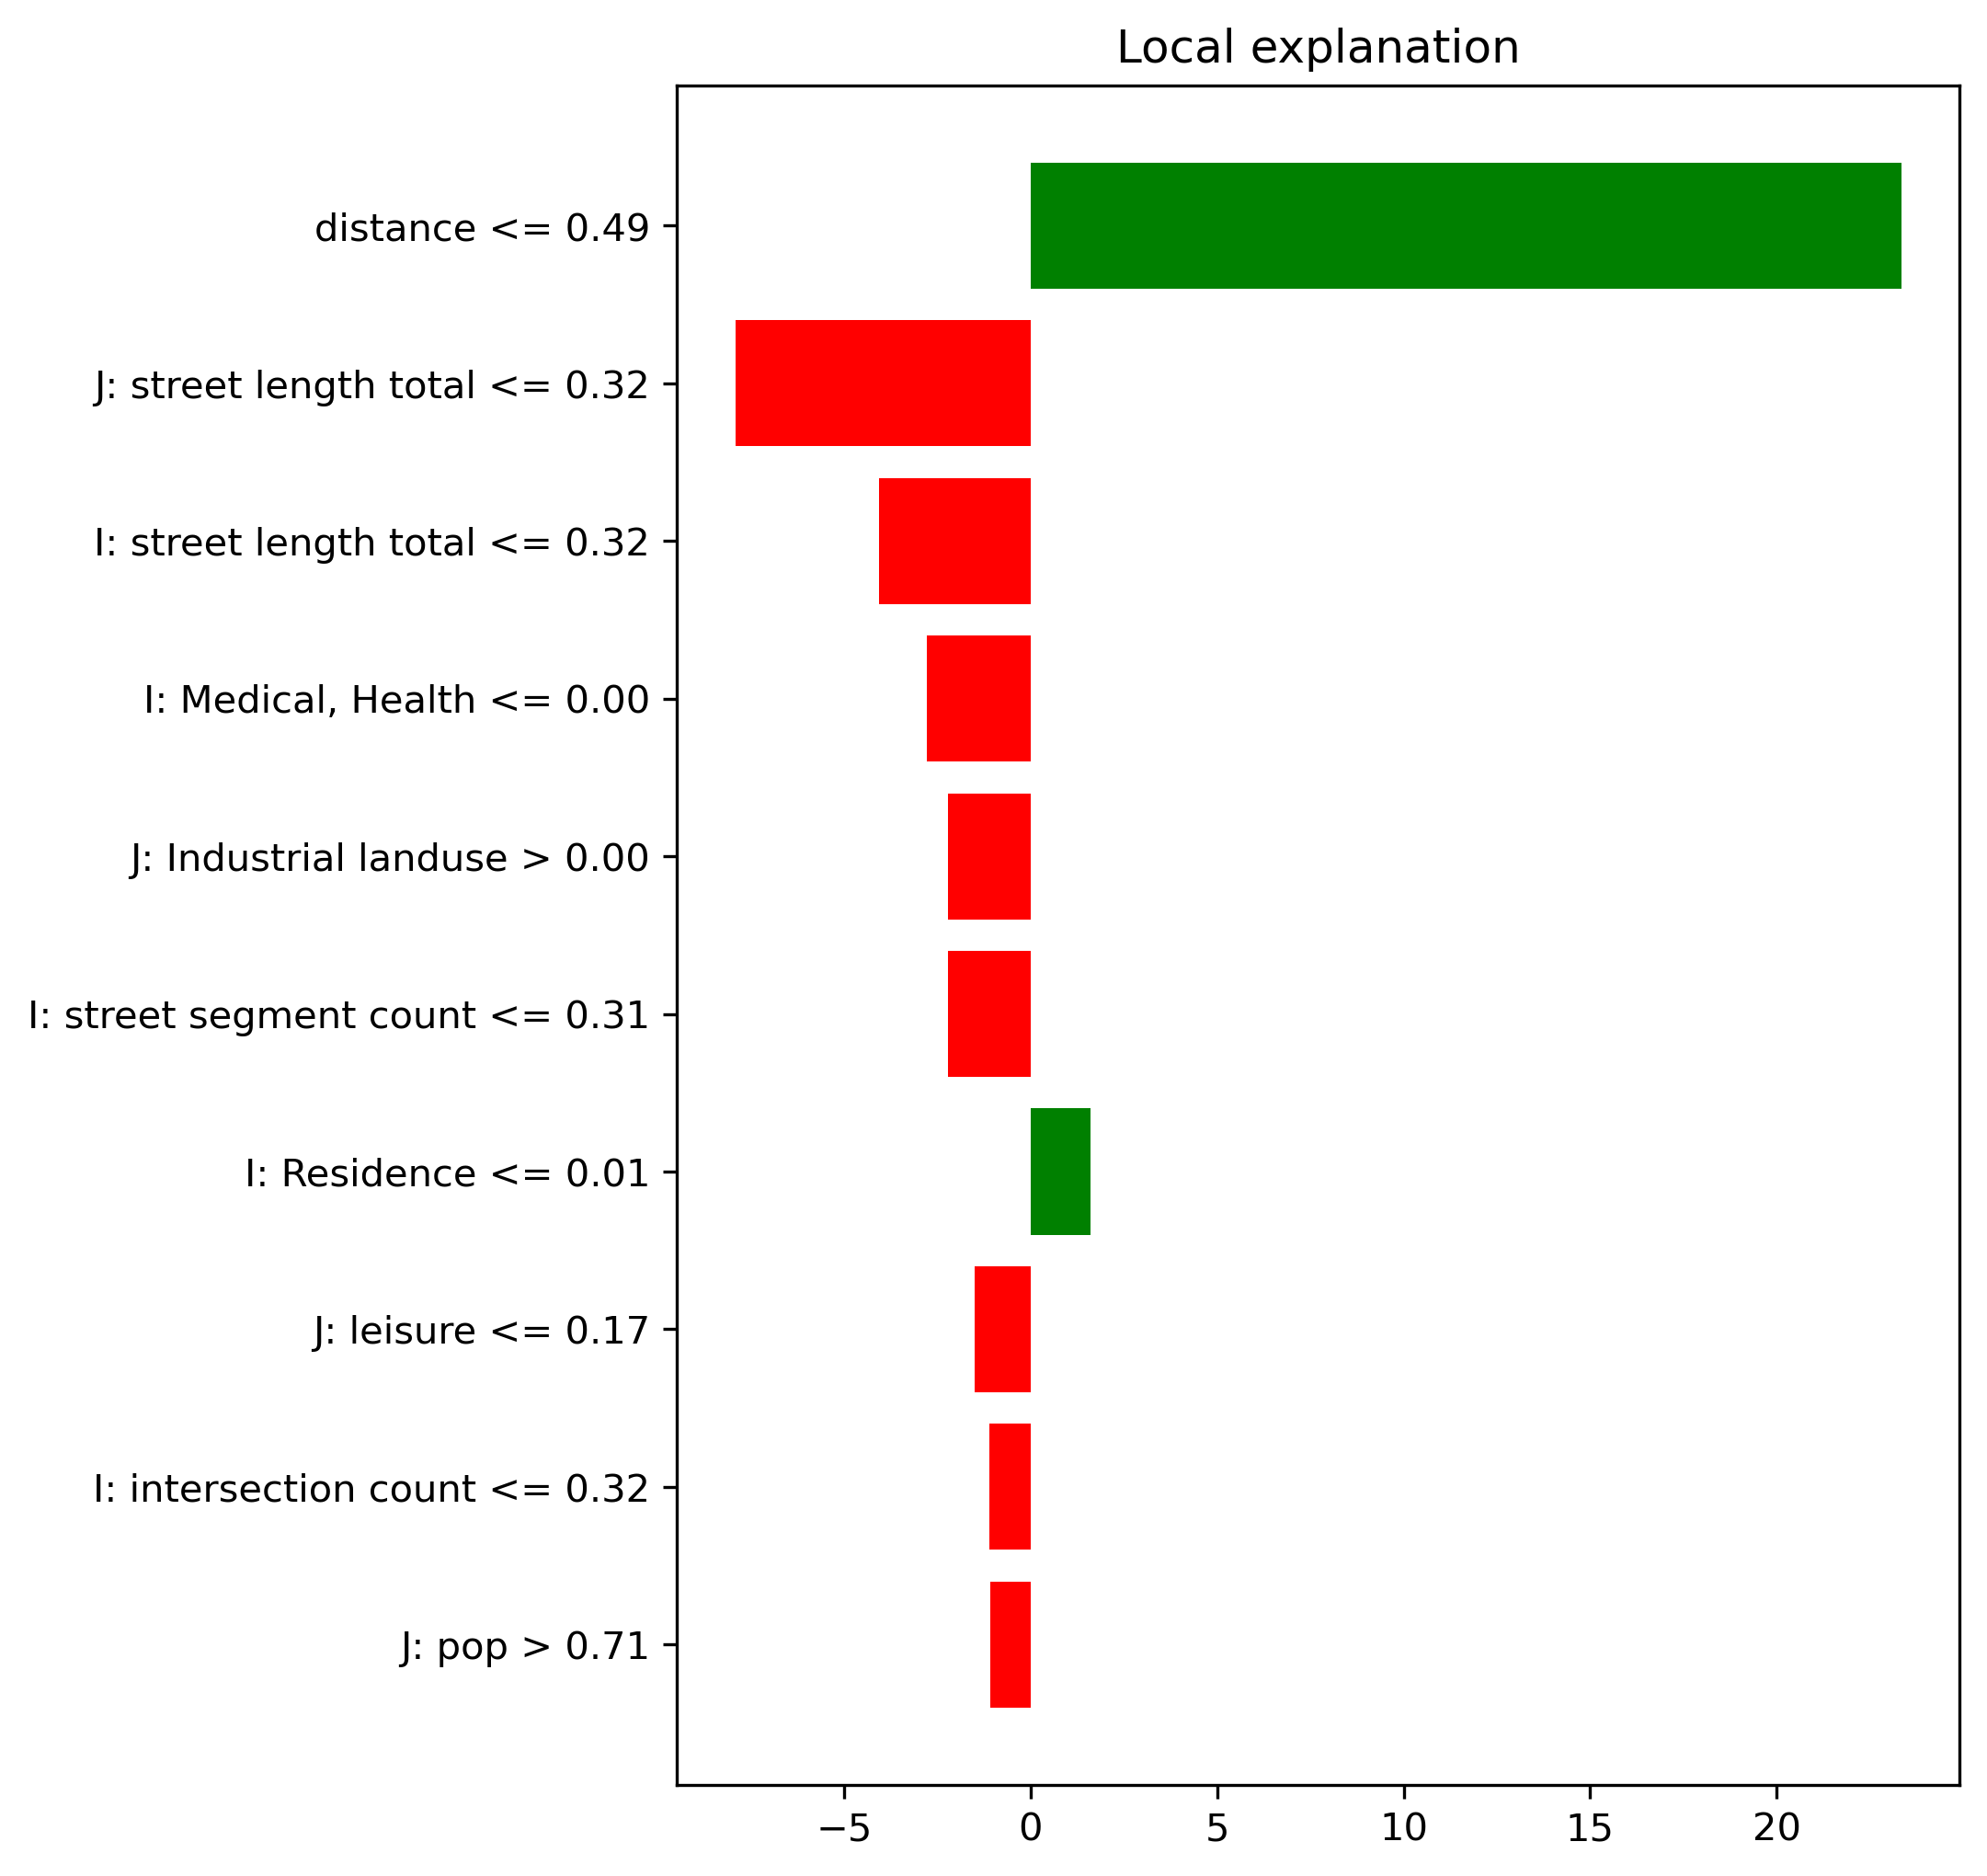 Local explanation
distance <= 0.49
J: street length total <= 0.32
I: street length total <= 0.32
I: Medical, Health <= 0.00
J: Industrial landuse > 0.00
I: street segment count <= 0.31
I: Residence <= 0.01
J: leisure <= 0.17
I: intersection count <= 0.32
J: pop > 0.71
−5 0 5 10 15 20